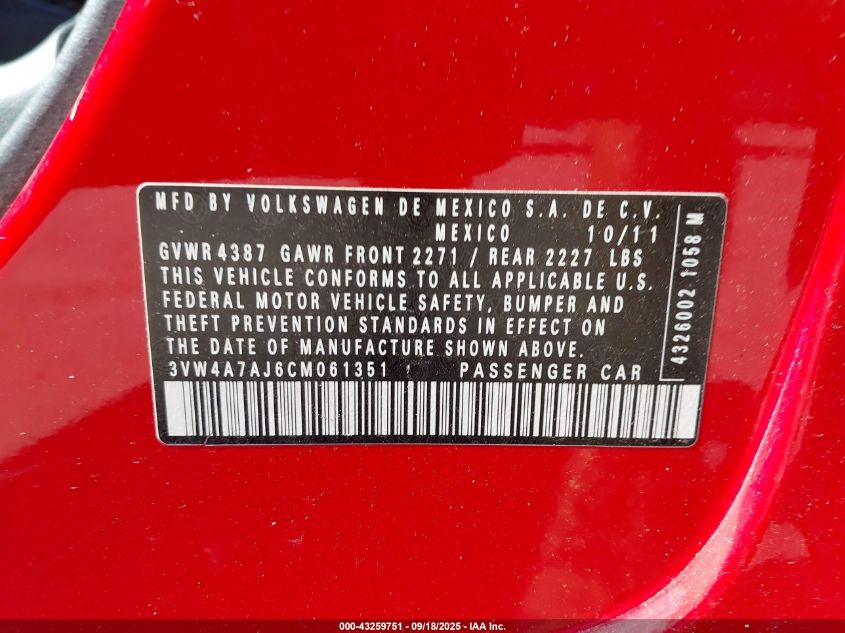 MFD BY VOLKSWAGEN DE MEXICO S.A. DE C.V.
MEXICO 10/11
GVWR 4387 GAWR FRONT 2271 / REAR 2227 LBS
THIS VEHICLE CONFORMS TO ALL APPLICABLE U.S.
FEDERAL MOTOR VEHICLE SAFETY, BUMPER AND
THEFT PREVENTION STANDARDS IN EFFECT ON
THE DATE OF MANUFACTURE SHOWN ABOVE.
3VW4A7AJ6CM061351 PASSENGER CAR
4326002 1058 M
000-43259751 - 09/18/2025 - IAA Inc.